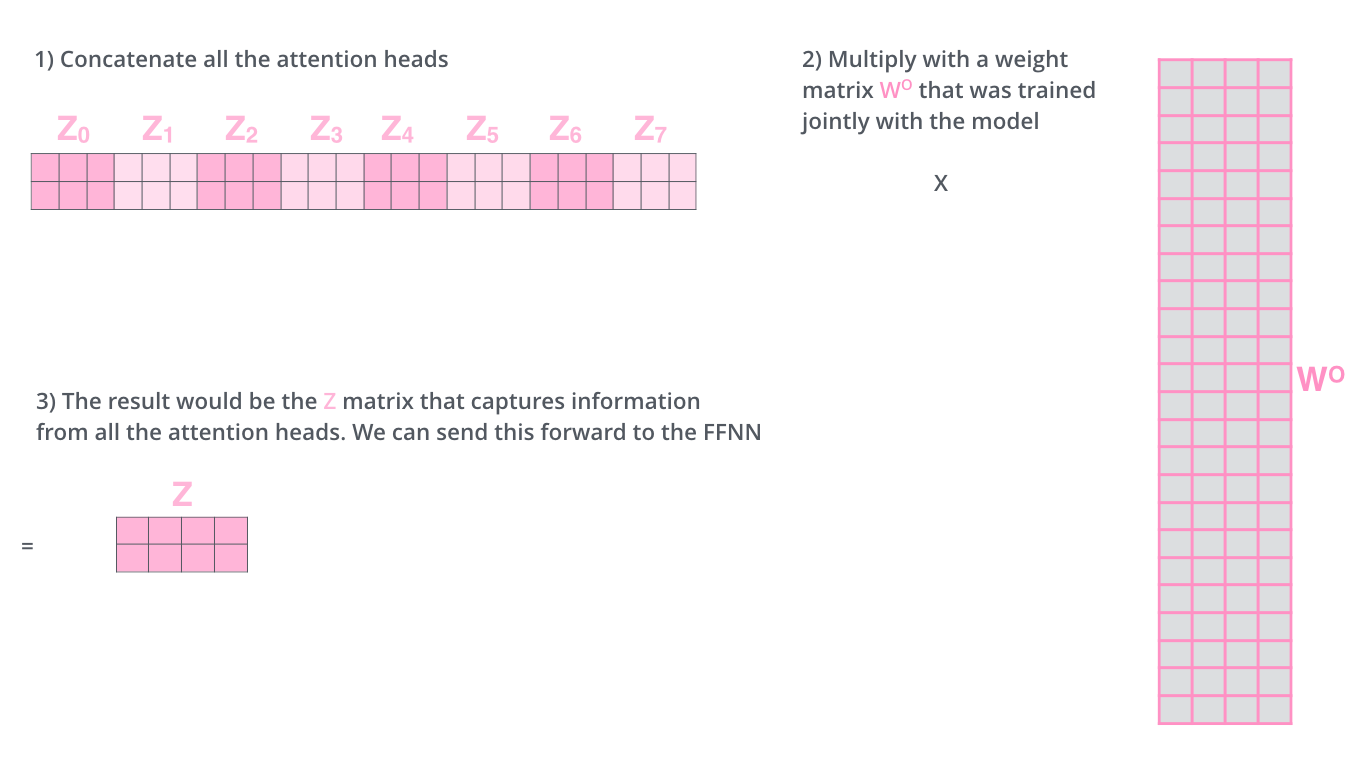 1) Concatenate all the attention heads
Z0 Z1 Z2 Z3 Z4 Z5 Z6 Z7
2) Multiply with a weight
matrix W^O that was trained
jointly with the model
X
W^O
3) The result would be the Z matrix that captures information
from all the attention heads. We can send this forward to the FFNN
Z
=